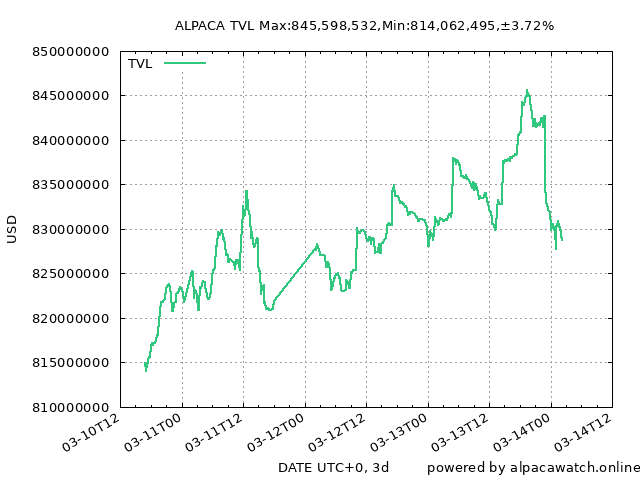 ALPACA TVL Max:845,598,532,Min:814,062,495,±3.72%
TVL
850000000
845000000
840000000
835000000
830000000
825000000
820000000
815000000
810000000
USD
03-10T12
03-11T00
03-11T12
03-12T00
03-12T12
03-13T00
03-13T12
03-14T00
03-14T12
DATE UTC+0, 3d
powered by alpacawatch.online